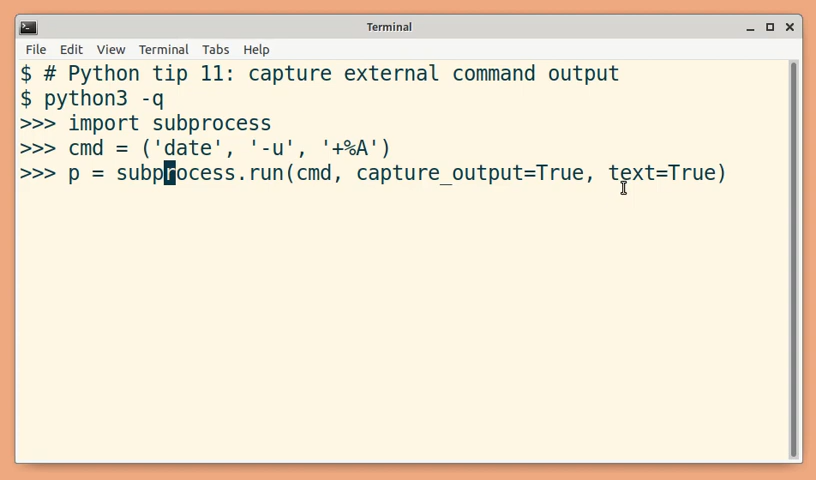 Terminal
File Edit View Terminal Tabs Help
$ # Python tip 11: capture external command output
$ python3 -q
>>> import subprocess
>>> cmd = ('date', '-u', '+%A')
>>> p = subprocess.run(cmd, capture_output=True, text=True)